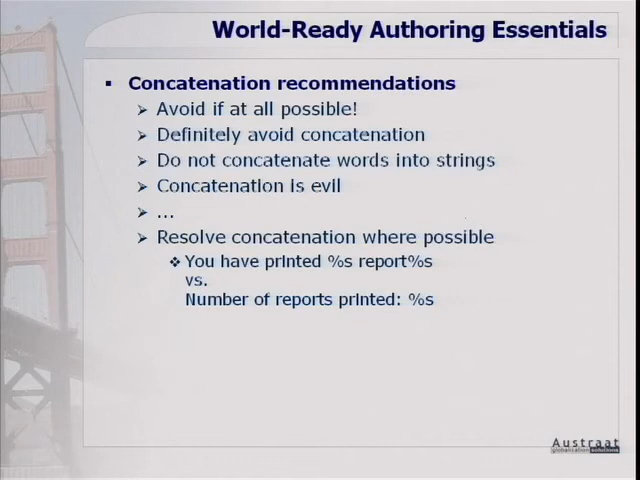 World-Ready Authoring Essentials
Concatenation recommendations
Avoid if at all possible!
Definitely avoid concatenation
Do not concatenate words into strings
Concatenation is evil
...
Resolve concatenation where possible
You have printed %s report%s
vs.
Number of reports printed: %s
Austraat
globalisation solutions